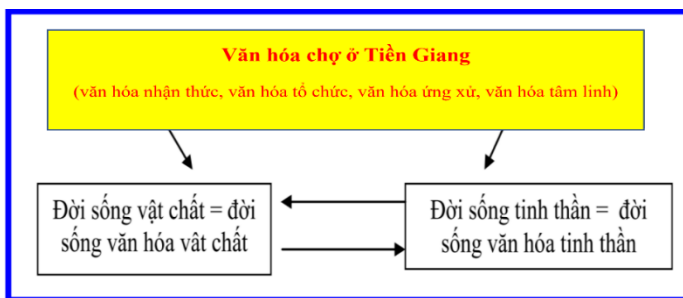 Văn hóa chợ ở Tiền Giang
(văn hóa nhận thức, văn hóa tổ chức, văn hóa ứng xử, văn hóa tâm linh)
Đời sống vật chất = đời
sống văn hóa vât chất
Đời sống tinh thần = đời
sống văn hóa tinh thần